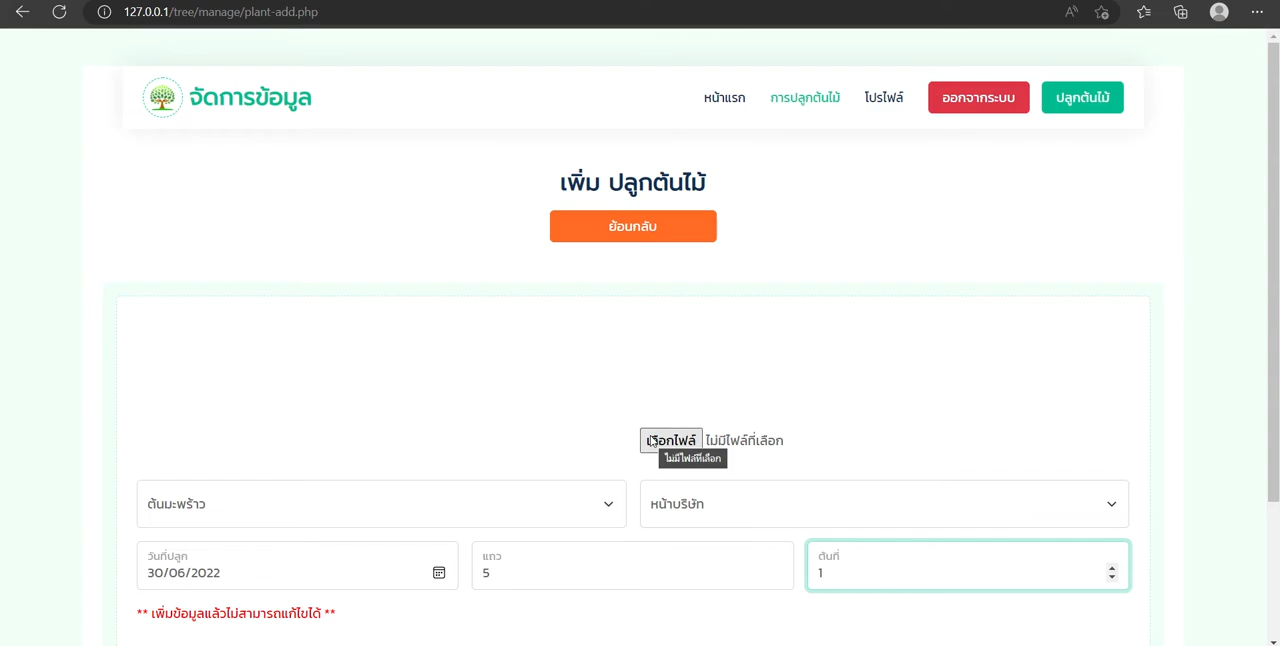 127.0.0.1/tree/manage/plant-add.php
จัดการข้อมูล
หน้าแรก
การปลูกต้นไม้
โปรไฟล์
ออกจากระบบ
ปลูกต้นไม้
เพิ่ม ปลูกต้นไม้
ย้อนกลับ
เลือกไฟล์ ไม่มีไฟล์ที่เลือก
ไม่มีไฟล์ที่เลือก
ต้นมะพร้าว
หน้าบริษัท
วันที่ปลูก
30/06/2022
แถว
5
ต้นที่
1
** เพิ่มข้อมูลแล้วไม่สามารถแก้ไขได้ **